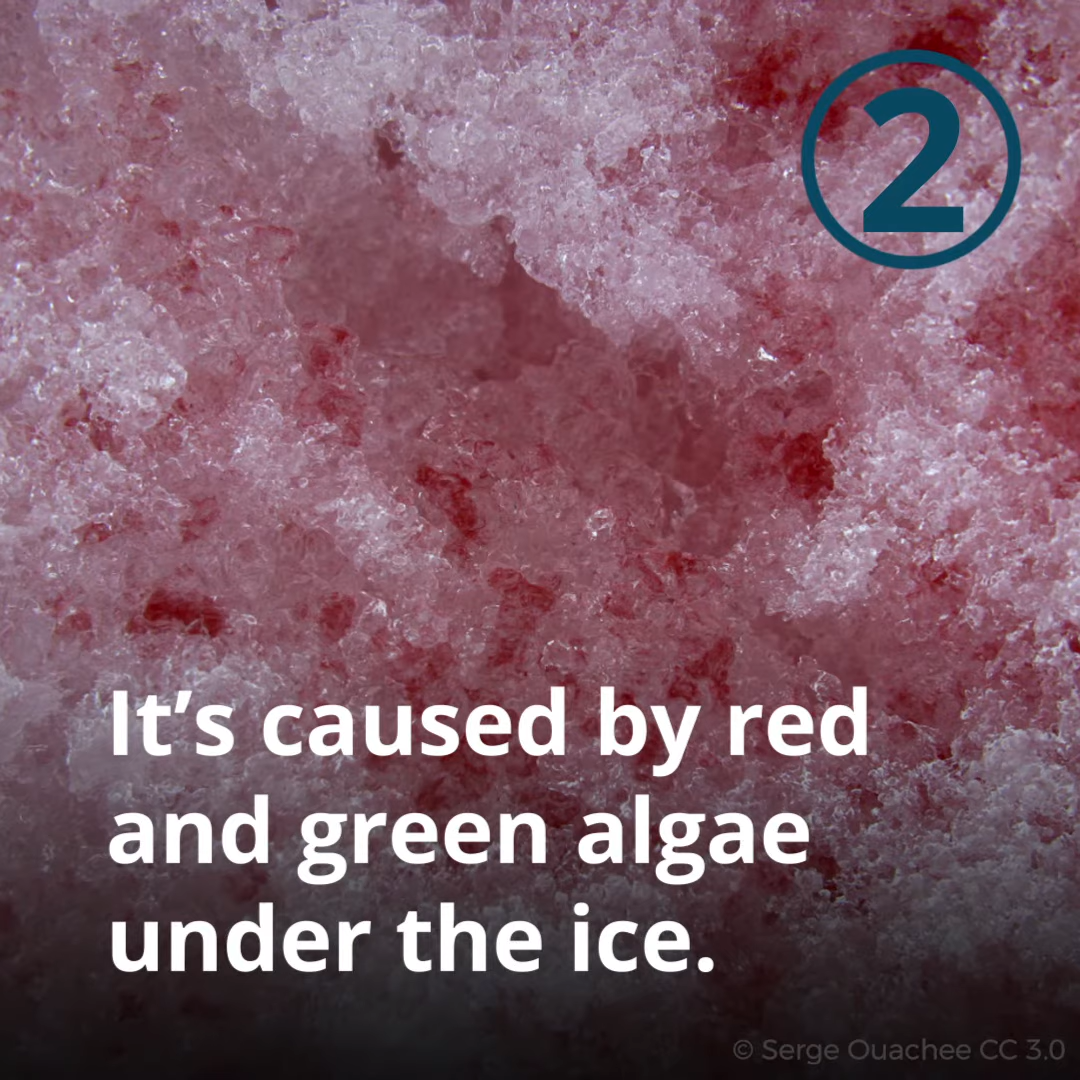 2
It’s caused by red
and green algae
under the ice.
© Serge Ouachee CC 3.0